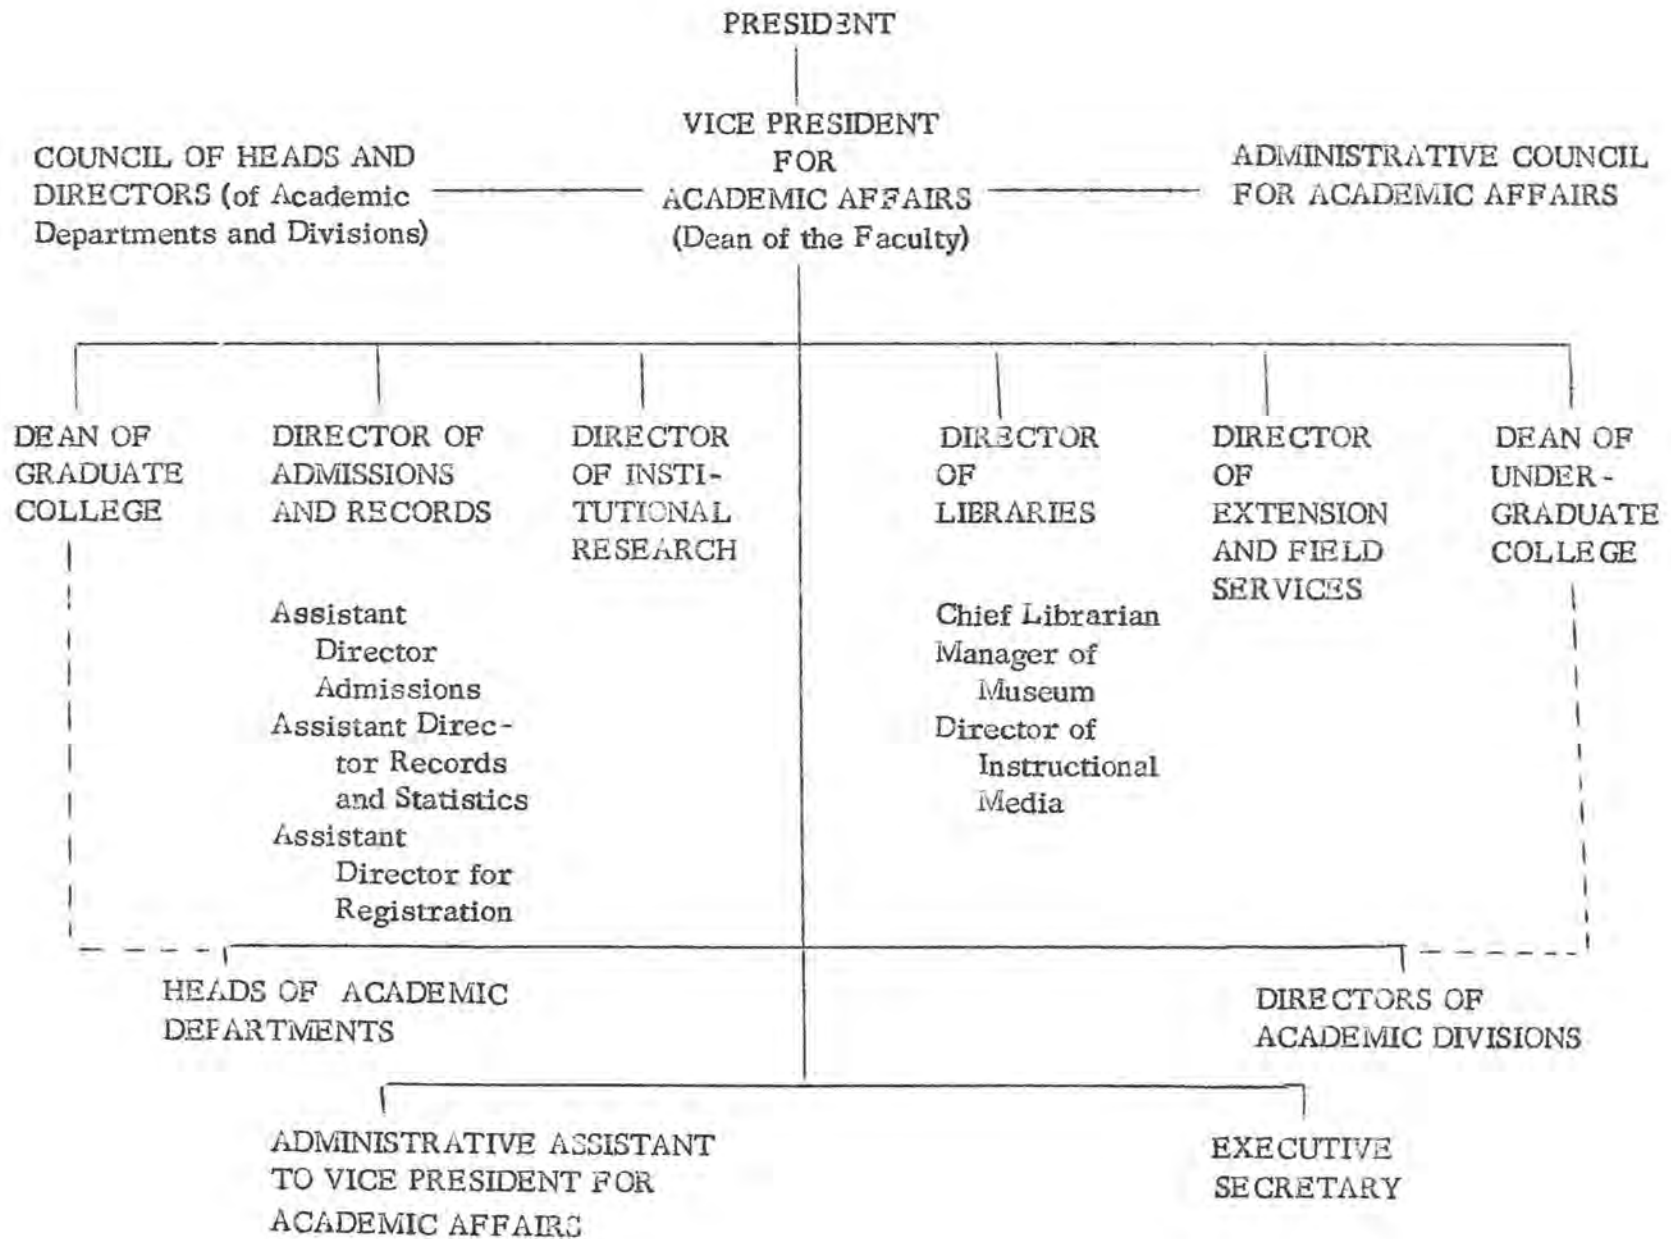 PRESIDENT
VICE PRESIDENT
FOR
ACADEMIC AFFAIRS
(Dean of the Faculty)
COUNCIL OF HEADS AND
DIRECTORS (of Academic
Departments and Divisions)
ADMINISTRATIVE COUNCIL
FOR ACADEMIC AFFAIRS
DEAN OF
GRADUATE
COLLEGE
DIRECTOR OF
ADMISSIONS
AND RECORDS
Assistant
Director
Admissions
Assistant Direc-
tor Records
and Statistics
Assistant
Director for
Registration
DIRECTOR
OF INSTI-
TUTIONAL
RESEARCH
DIRECTOR
OF
LIBRARIES
Chief Librarian
Manager of
Museum
Director of
Instructional
Media
DIRECTOR
OF
EXTENSION
AND FIELD
SERVICES
DEAN OF
UNDER-
GRADUATE
COLLEGE
HEADS OF ACADEMIC
DEPARTMENTS
DIRECTORS OF
ACADEMIC DIVISIONS
ADMINISTRATIVE ASSISTANT
TO VICE PRESIDENT FOR
ACADEMIC AFFAIRS
EXECUTIVE
SECRETARY